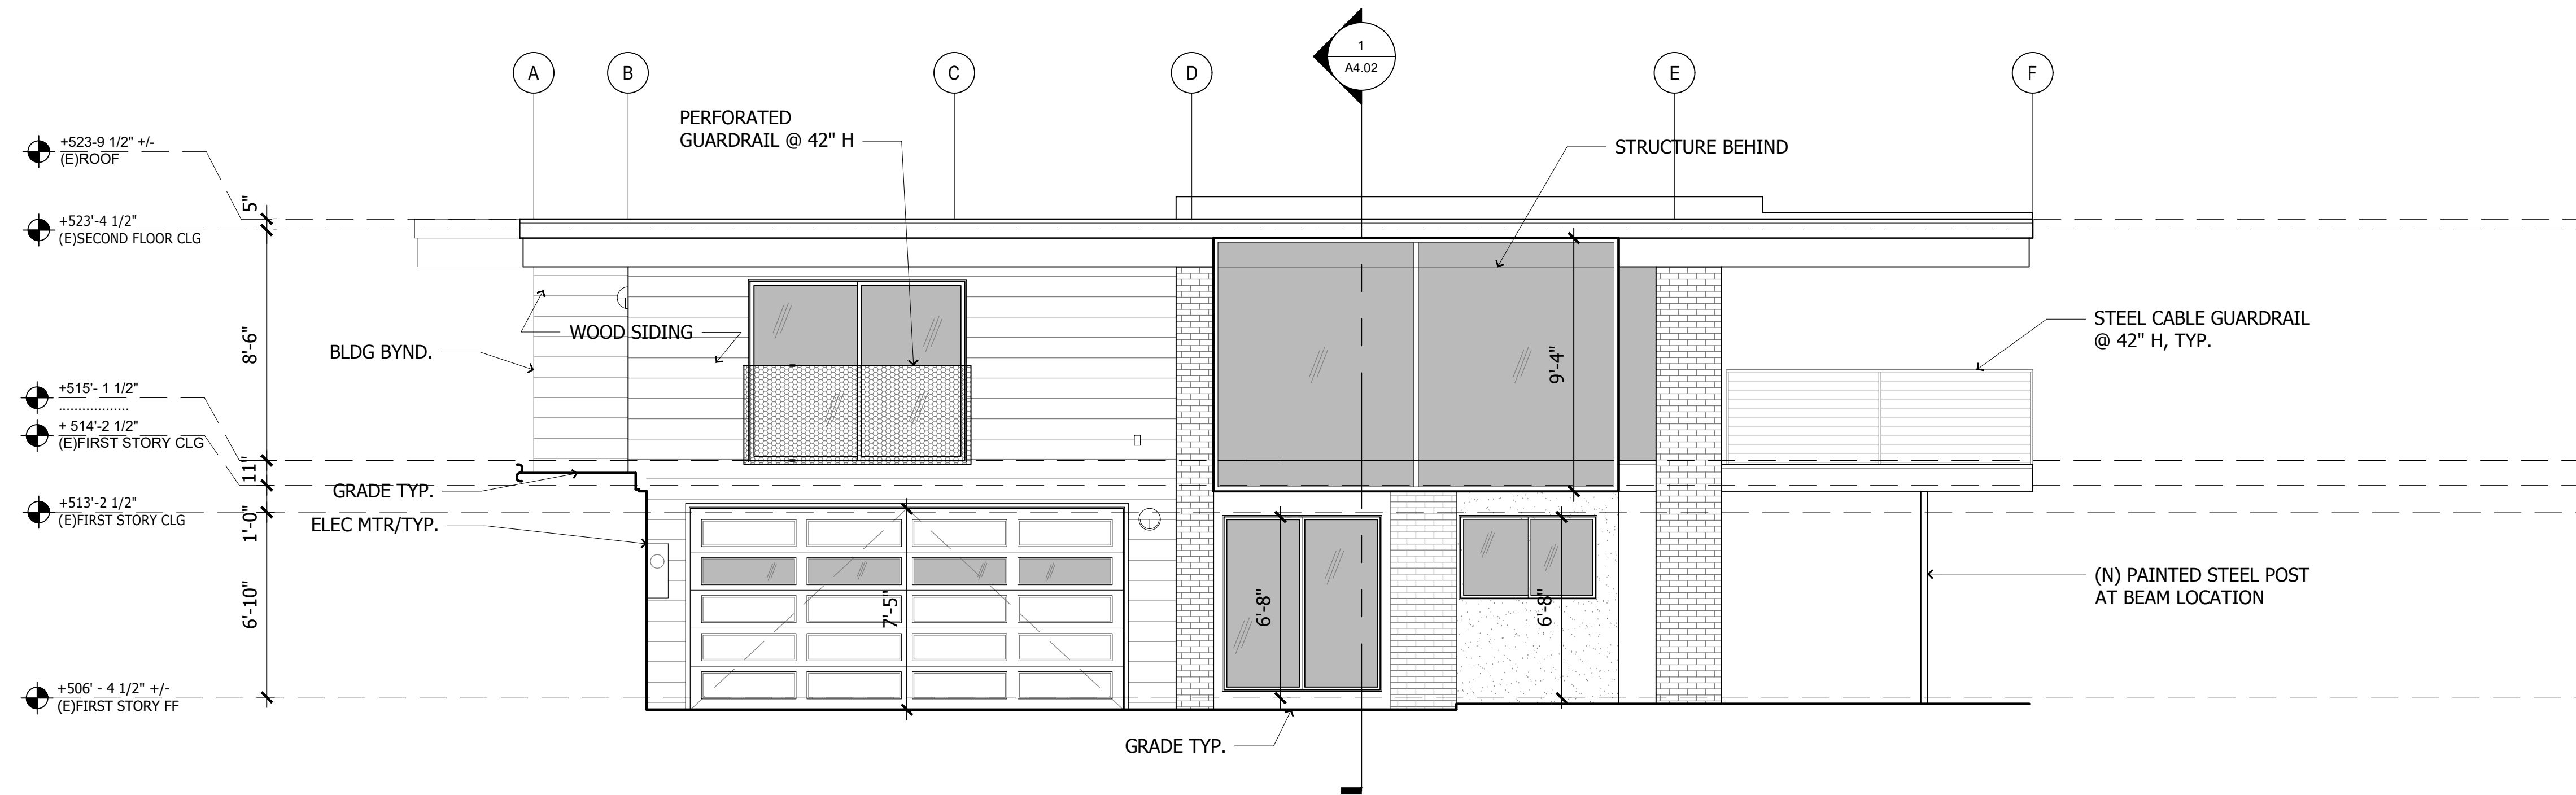 A
B
C
D
1
A4.02
E
F
PERFORATED
GUARDRAIL @ 42" H
STRUCTURE BEHIND
+523-9 1/2" +/-
(E)ROOF
5"
+523'-4 1/2"
(E)SECOND FLOOR CLG
8'-6"
WOOD SIDING
BLDG BYND.
9'-4"
STEEL CABLE GUARDRAIL
@ 42" H, TYP.
+515'- 1 1/2"
..................
+ 514'-2 1/2"
(E)FIRST STORY CLG
11"
GRADE TYP.
+513'-2 1/2"
(E)FIRST STORY CLG
1'-0"
ELEC MTR/TYP.
6'-10"
7'-5"
6'-8"
6'-8"
(N) PAINTED STEEL POST
AT BEAM LOCATION
+506' - 4 1/2" +/-
(E)FIRST STORY FF
GRADE TYP.